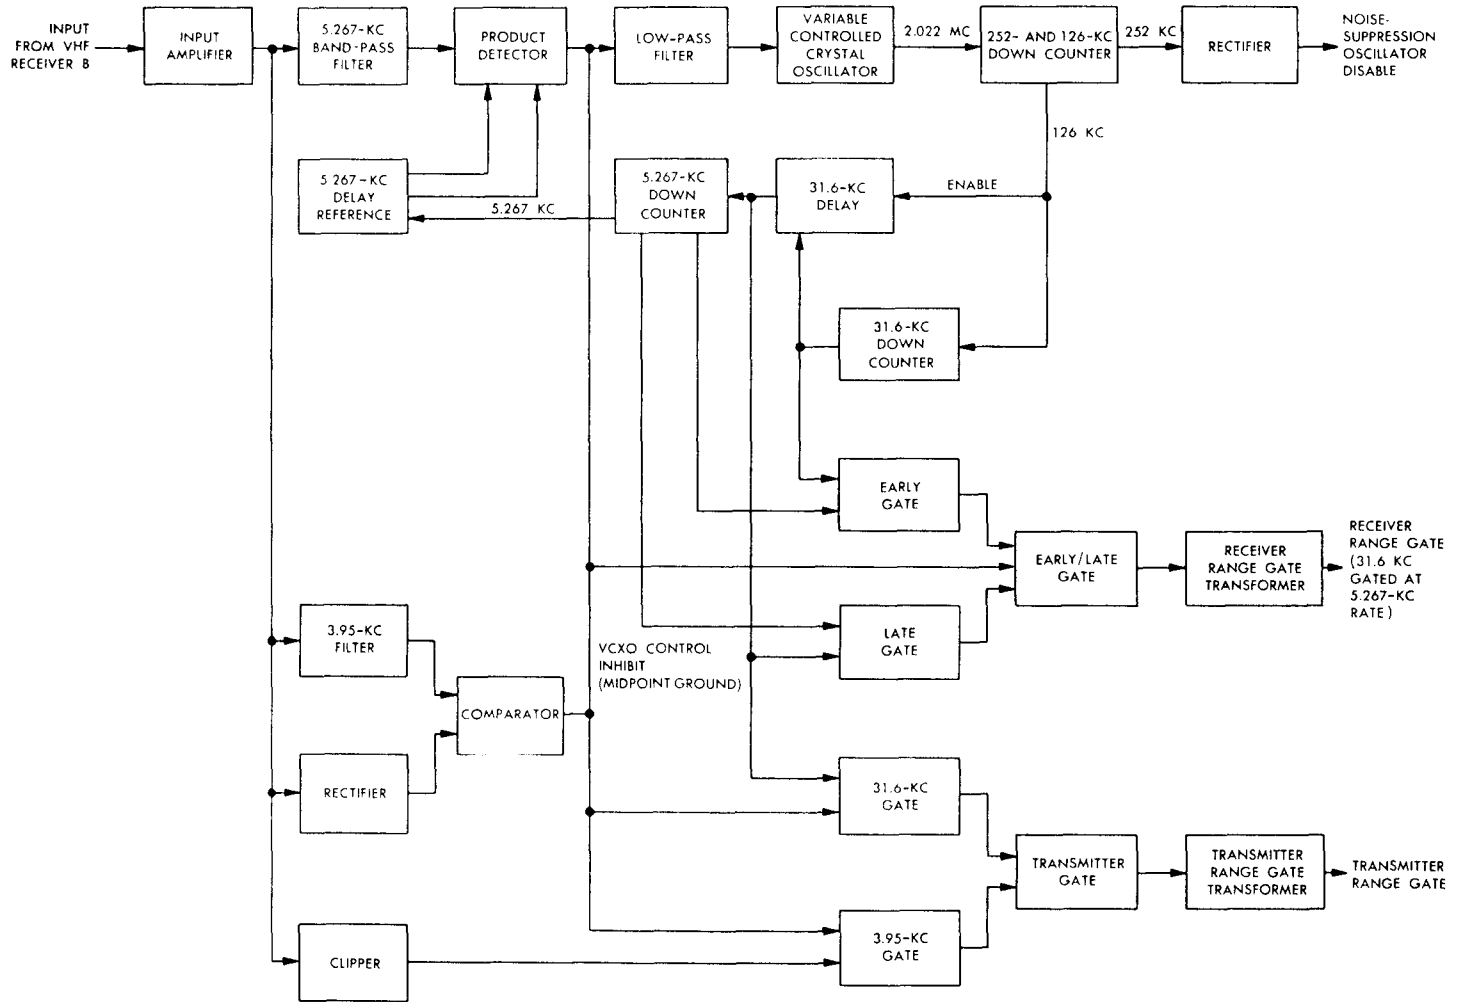 INPUT
FROM VHF
RECEIVER B
INPUT
AMPLIFIER
5.267-KC
BAND-PASS
FILTER
PRODUCT
DETECTOR
LOW-PASS
FILTER
VARIABLE
CONTROLLED
CRYSTAL
OSCILLATOR
2.022 MC
252- AND 126-KC
DOWN COUNTER
252 KC
RECTIFIER
NOISE-
SUPPRESSION
OSCILLATOR
DISABLE
126 KC
5.267-KC
DELAY
REFERENCE
5.267 KC
5.267-KC
DOWN
COUNTER
31.6-KC
DELAY
ENABLE
31.6-KC
DOWN
COUNTER
EARLY
GATE
EARLY/LATE
GATE
RECEIVER
RANGE GATE
TRANSFORMER
RECEIVER
RANGE GATE
(31.6 KC
GATED AT
5.267-KC
RATE)
3.95-KC
FILTER
LATE
GATE
VCXO CONTROL
INHIBIT
(MIDPOINT GROUND)
COMPARATOR
RECTIFIER
31.6-KC
GATE
TRANSMITTER
GATE
TRANSMITTER
RANGE GATE
TRANSFORMER
TRANSMITTER
RANGE GATE
3.95-KC
GATE
CLIPPER